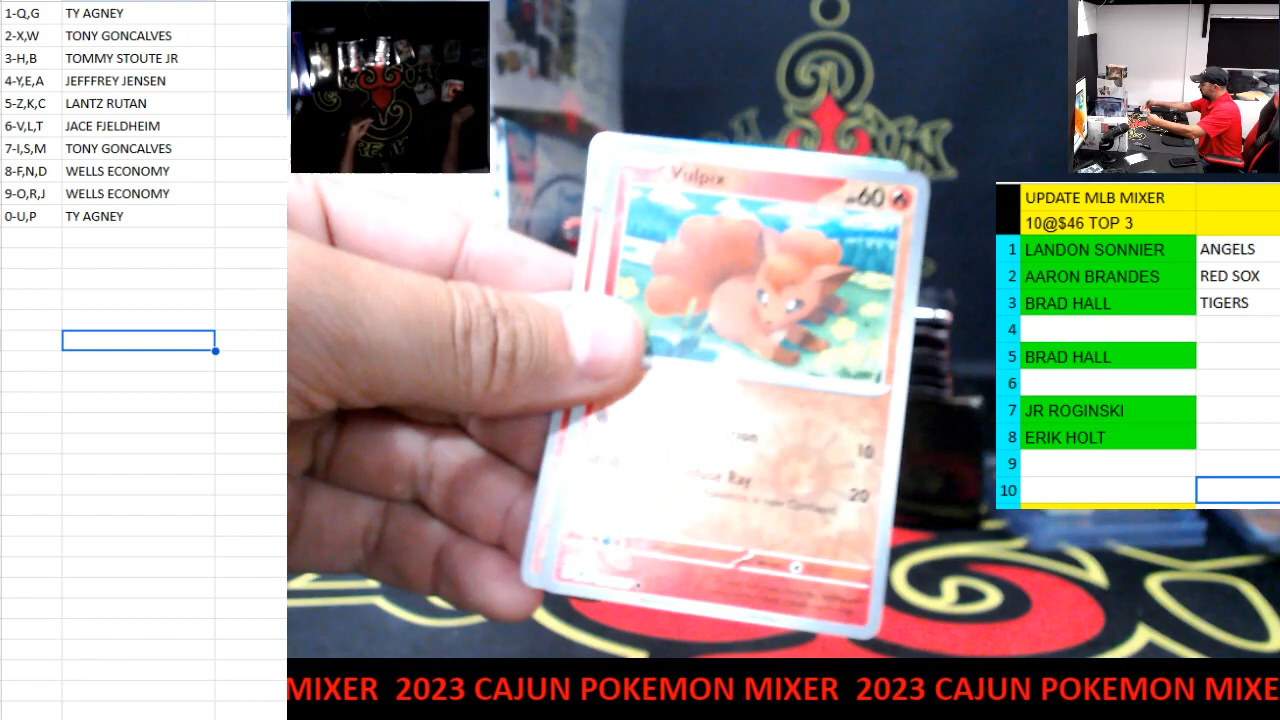 1-Q,G TY AGNEY
2-X,W TONY GONCALVES
3-H,B TOMMY STOUTE JR
4-Y,E,A JEFFFREY JENSEN
5-Z,K,C LANTZ RUTAN
6-V,L,T JACE FJELDHEIM
7-I,S,M TONY GONCALVES
8-F,N,D WELLS ECONOMY
9-O,R,J WELLS ECONOMY
0-U,P TY AGNEY
Vulpix 60
10
Ray 20
UPDATE MLB MIXER
10@$46 TOP 3
1 LANDON SONNIER ANGELS
2 AARON BRANDES RED SOX
3 BRAD HALL TIGERS
4
5 BRAD HALL
6
7 JR ROGINSKI
8 ERIK HOLT
9
10
MIXER 2023 CAJUN POKEMON MIXER 2023 CAJUN POKEMON MIXE